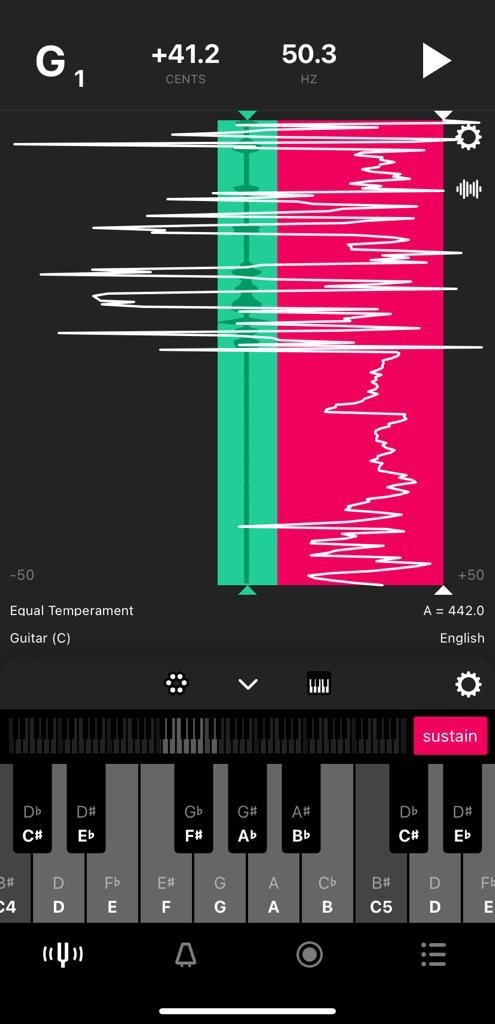 G 1
+41.2
CENTS
50.3
HZ
-50
+50
Equal Temperament
A = 442.0
Guitar (C)
English
sustain
D♭ D♯ G♭ G♯ A♯ D♭ D♯
C# E♭ F# A♭ B♭ C# E♭
B♯ D F♭ E♯ G A C♭ B♯ D F♭
C4 D E F G A B C5 D E